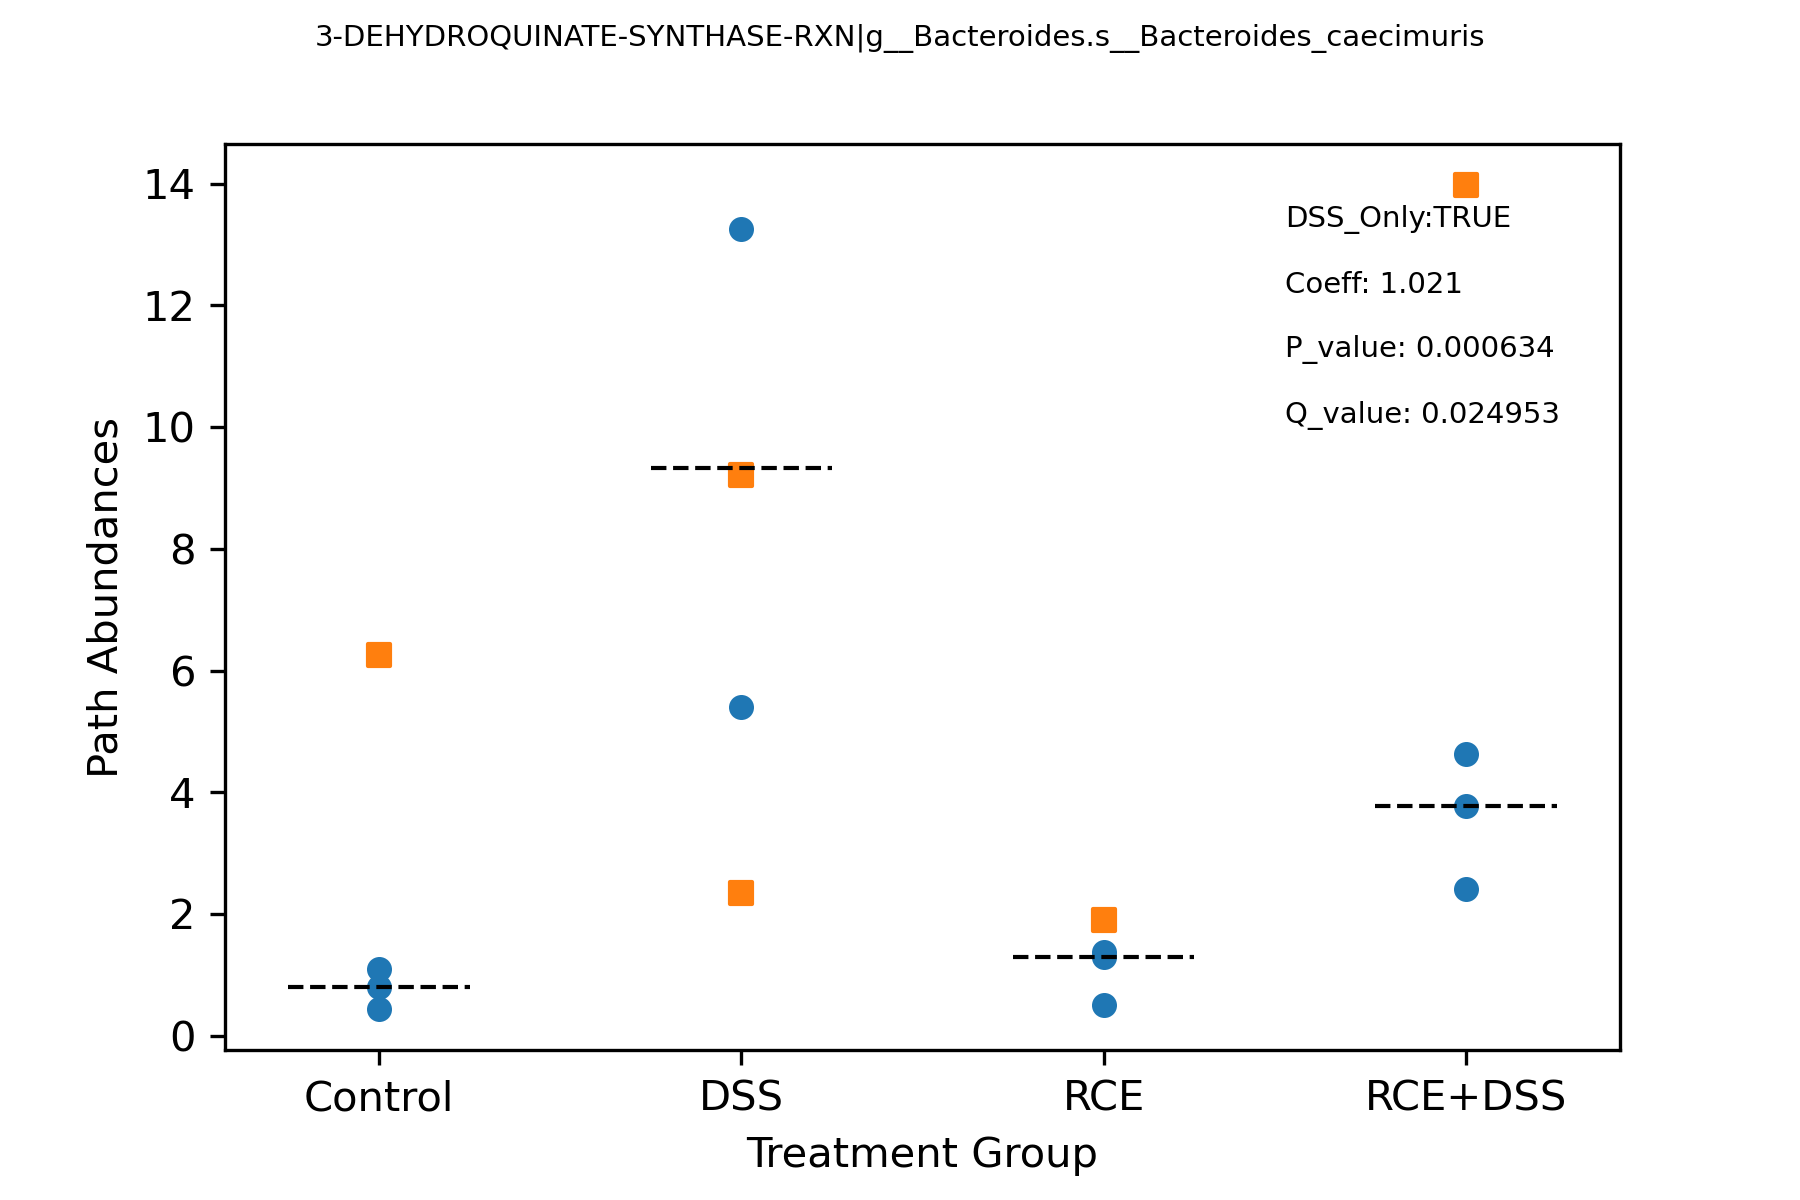 3-DEHYDROQUINATE-SYNTHASE-RXN|g__Bacteroides.s__Bacteroides_caecimuris
14
12
10
8
6
4
2
0
Path Abundances
DSS_Only:TRUE
Coeff: 1.021
P_value: 0.000634
Q_value: 0.024953
Control
DSS
RCE
RCE+DSS
Treatment Group